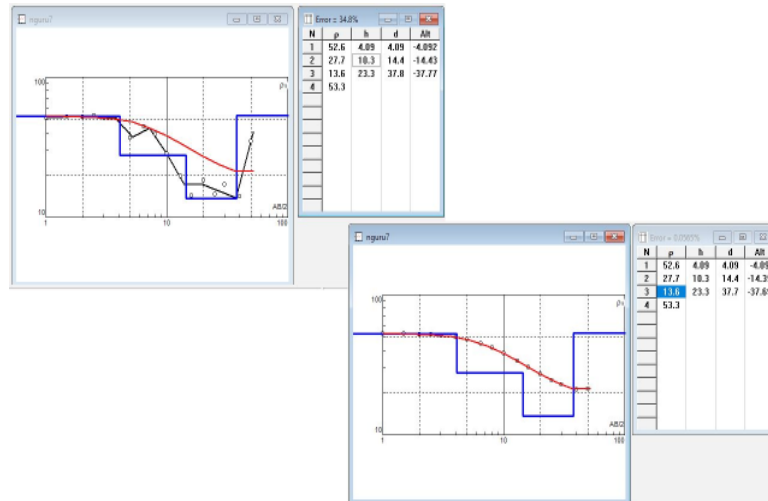 nguru7
Error = 34.8%
N ρ h d Alt
1 52.6 4.09 4.09 -4.092
2 27.7 10.3 14.4 -14.43
3 13.6 23.3 37.8 -37.77
4 53.3
100
10
1 10 100
AB/2
nguru7
N ρ h d Alt
1 52.6 4.09 4.09
2 27.7 10.3 14.4
3 13.6 23.3 37.7
4 53.3
100
10
1 10 100
AB/2